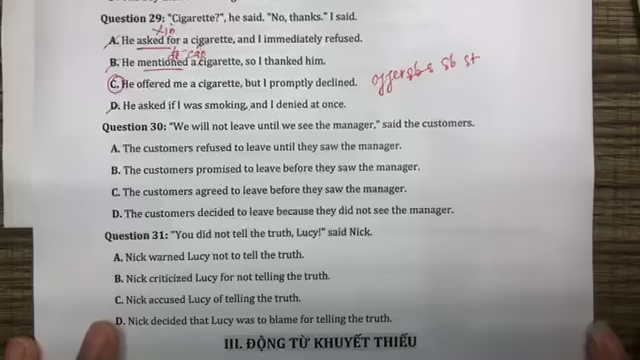 Question 29: "Cigarette?", he said. "No, thanks." I said.
xin
A. He asked for a cigarette, and I immediately refused.
đề cập
B. He mentioned a cigarette, so I thanked him.
C. He offered me a cigarette, but I promptly declined.
sb st
D. He asked if I was smoking, and I denied at once.
Question 30: "We will not leave until we see the manager," said the customers.
A. The customers refused to leave until they saw the manager.
B. The customers promised to leave before they saw the manager.
C. The customers agreed to leave before they saw the manager.
D. The customers decided to leave because they did not see the manager.
Question 31: "You did not tell the truth, Lucy!" said Nick.
A. Nick warned Lucy not to tell the truth.
B. Nick criticized Lucy for not telling the truth.
C. Nick accused Lucy of telling the truth.
D. Nick decided that Lucy was to blame for telling the truth.
III. ĐỘNG TỪ KHUYẾT THIẾU